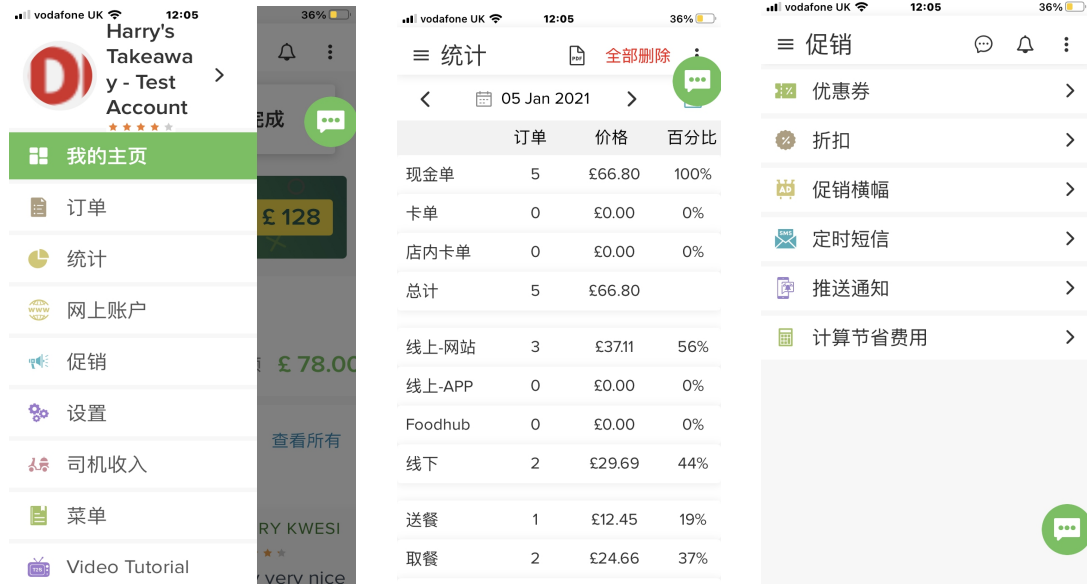 vodafone UK 12:05 36%
Harry's
Takeawa
y - Test
Account
我的主页
订单
统计
网上账户
促销
设置
司机收入
菜单
Video Tutorial
完成
£ 128
£ 78.00
查看所有
RY KWESI
very nice
vodafone UK 12:05 36%
统计 PDF 全部删除
05 Jan 2021
订单 价格 百分比
现金单 5 £66.80 100%
卡单 0 £0.00 0%
店内卡单 0 £0.00 0%
总计 5 £66.80
线上-网站 3 £37.11 56%
线上-APP 0 £0.00 0%
Foodhub 0 £0.00 0%
线下 2 £29.69 44%
送餐 1 £12.45 19%
取餐 2 £24.66 37%
vodafone UK 12:05 36%
促销
优惠券
折扣
AD 促销横幅
SMS 定时短信
推送通知
计算节省费用